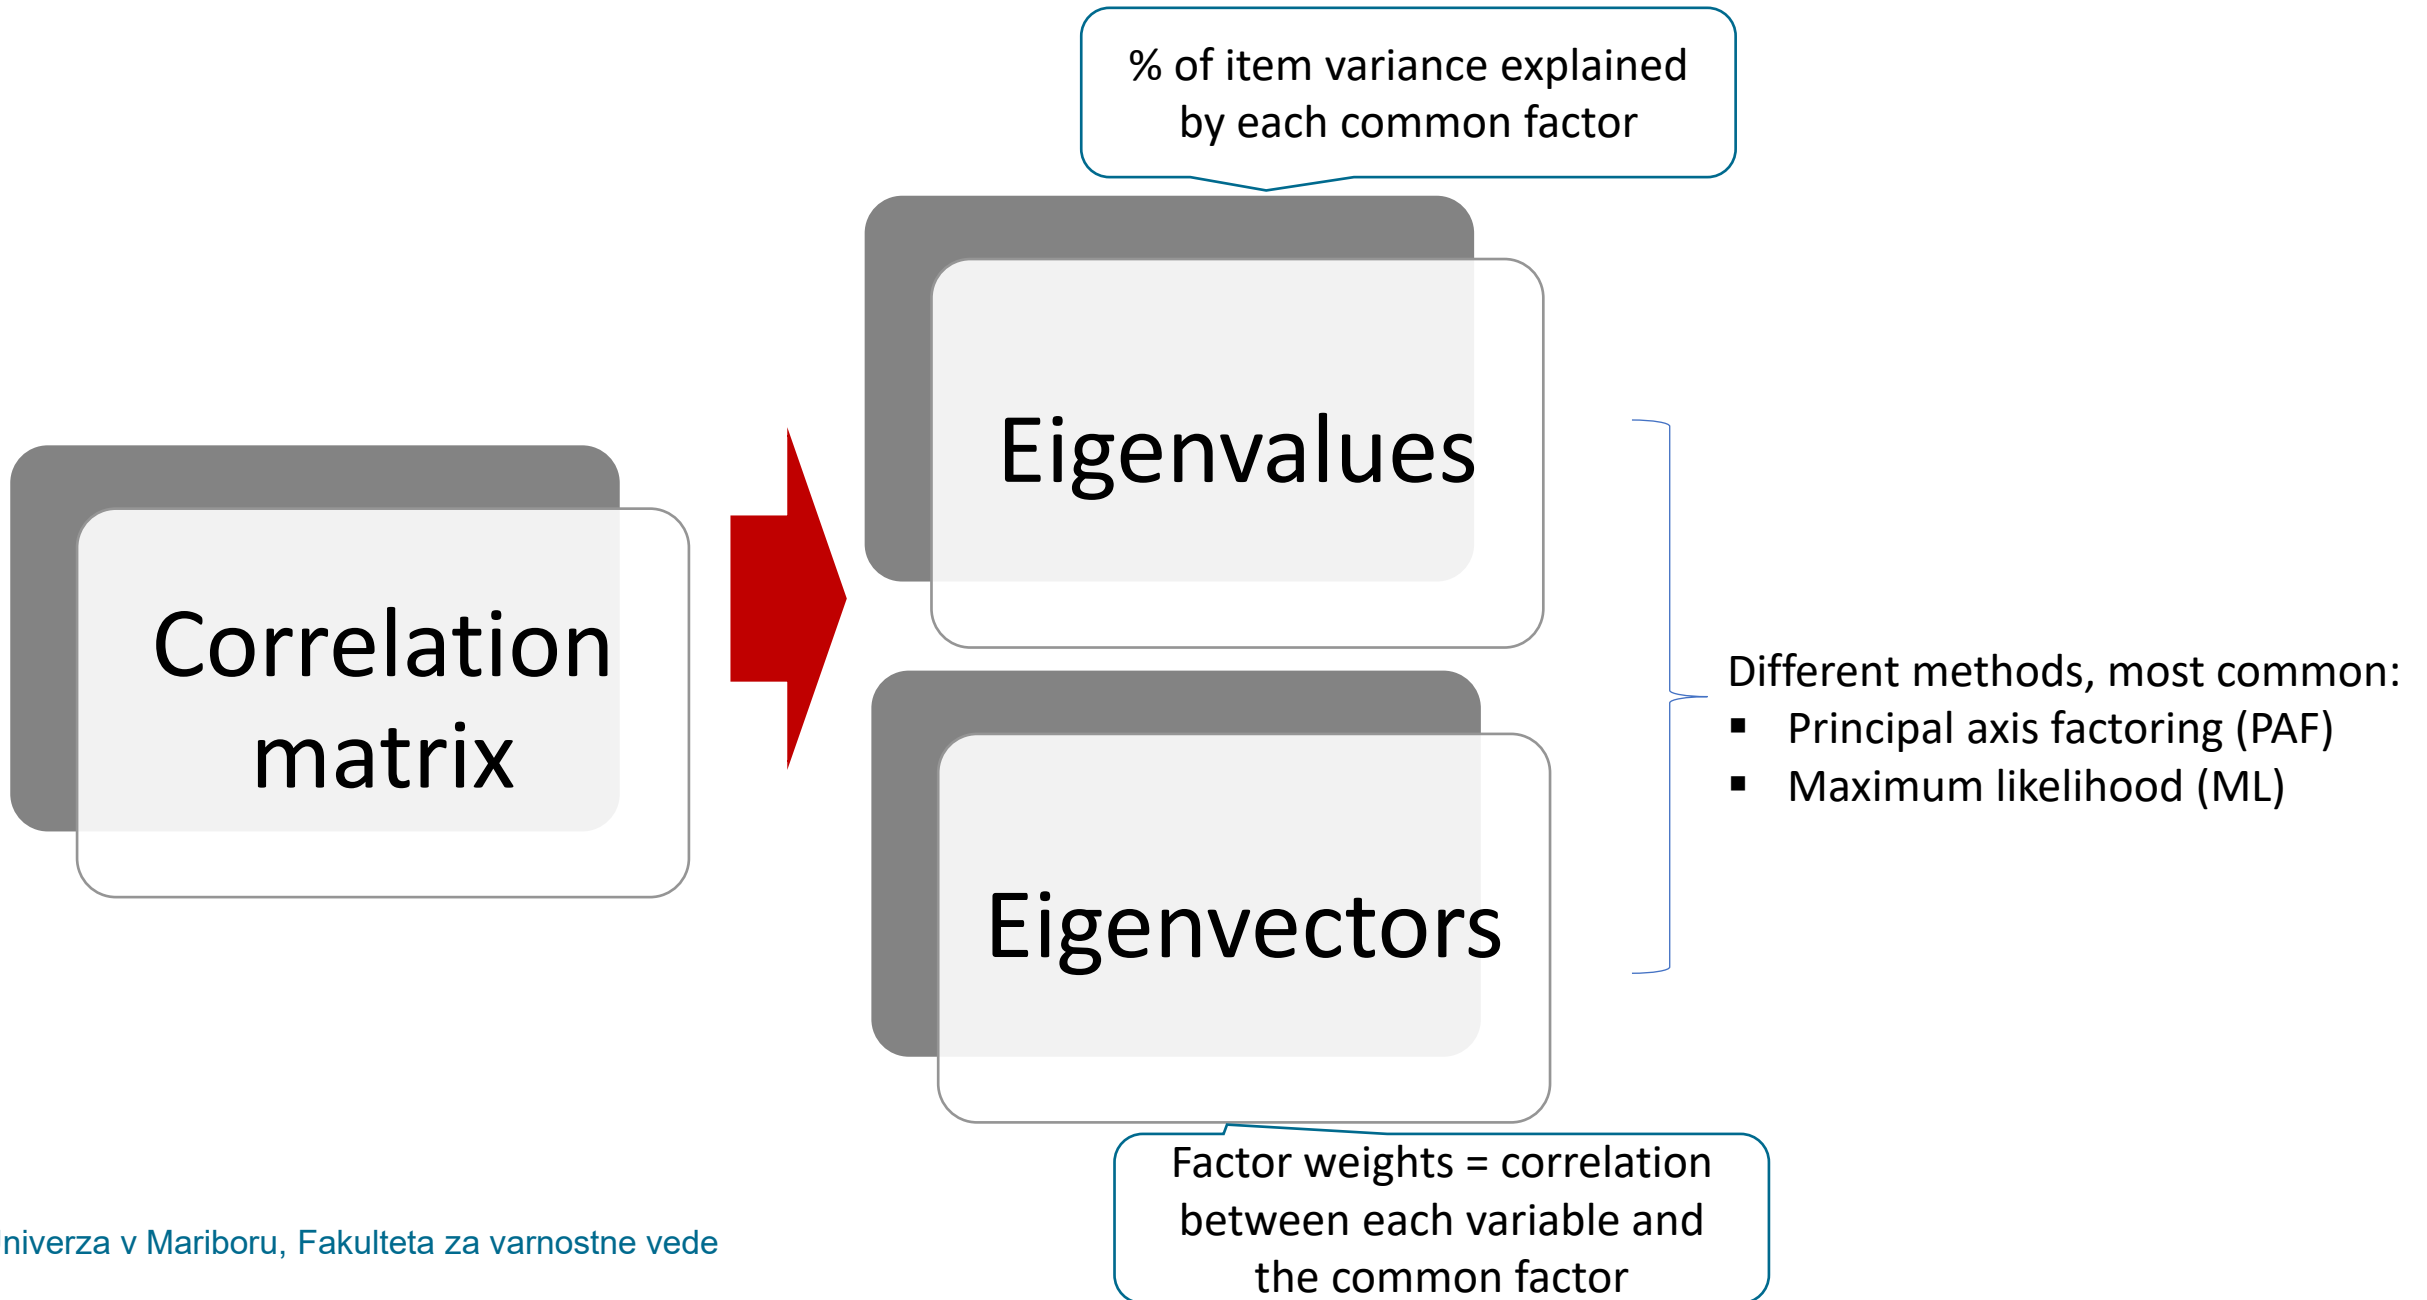 % of item variance explained
by each common factor
Eigenvalues
Correlation
matrix
Different methods, most common:
▪ Principal axis factoring (PAF)
▪ Maximum likelihood (ML)
Eigenvectors
Factor weights = correlation
between each variable and
the common factor
niverza v Mariboru, Fakulteta za varnostne vede